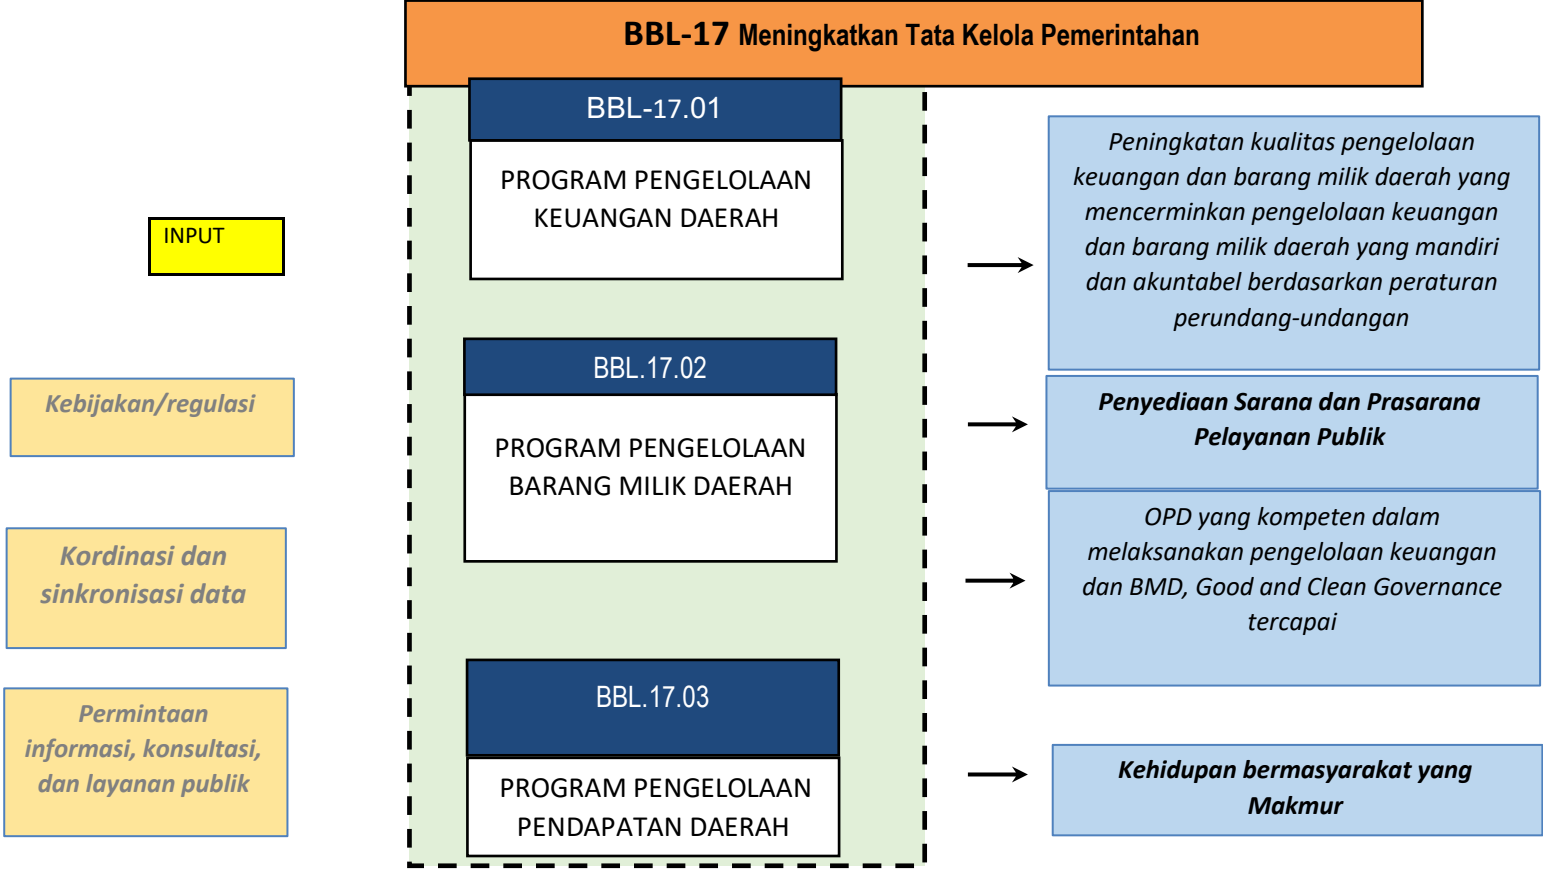 BBL-17 Meningkatkan Tata Kelola Pemerintahan
INPUT
Kebijakan/regulasi
Kordinasi dan
sinkronisasi data
Permintaan
informasi, konsultasi,
dan layanan publik
BBL-17.01
PROGRAM PENGELOLAAN
KEUANGAN DAERAH
BBL.17.02
PROGRAM PENGELOLAAN
BARANG MILIK DAERAH
BBL.17.03
PROGRAM PENGELOLAAN
PENDAPATAN DAERAH
Peningkatan kualitas pengelolaan
keuangan dan barang milik daerah yang
mencerminkan pengelolaan keuangan
dan barang milik daerah yang mandiri
dan akuntabel berdasarkan peraturan
perundang-undangan
Penyediaan Sarana dan Prasarana
Pelayanan Publik
OPD yang kompeten dalam
melaksanakan pengelolaan keuangan
dan BMD, Good and Clean Governance
tercapai
Kehidupan bermasyarakat yang
Makmur